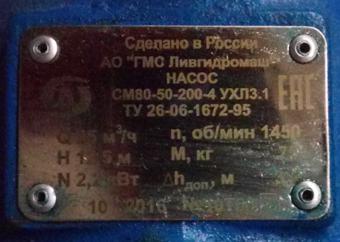 Сделано в России
АО "ГМС Ливгидромаш"
НАСОС
СМ80-50-200-4 УХЛ3.1
ТУ 26-06-1672-95
EAC
Q м³/ч n, об/мин 1450
H м М, кг
N кВт Δhдоп, м
10